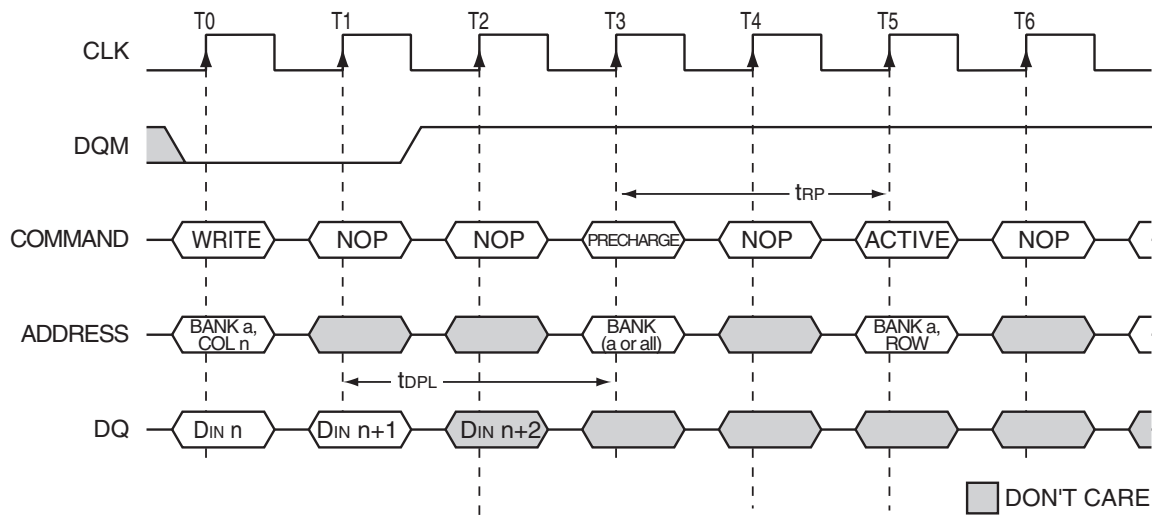 T0 T1 T2 T3 T4 T5 T6
CLK
DQM
tRP
COMMAND WRITE NOP NOP PRECHARGE NOP ACTIVE NOP
ADDRESS BANK a, COL n BANK (a or all) BANK a, ROW
tDPL
DQ DIN n DIN n+1 DIN n+2
DON'T CARE